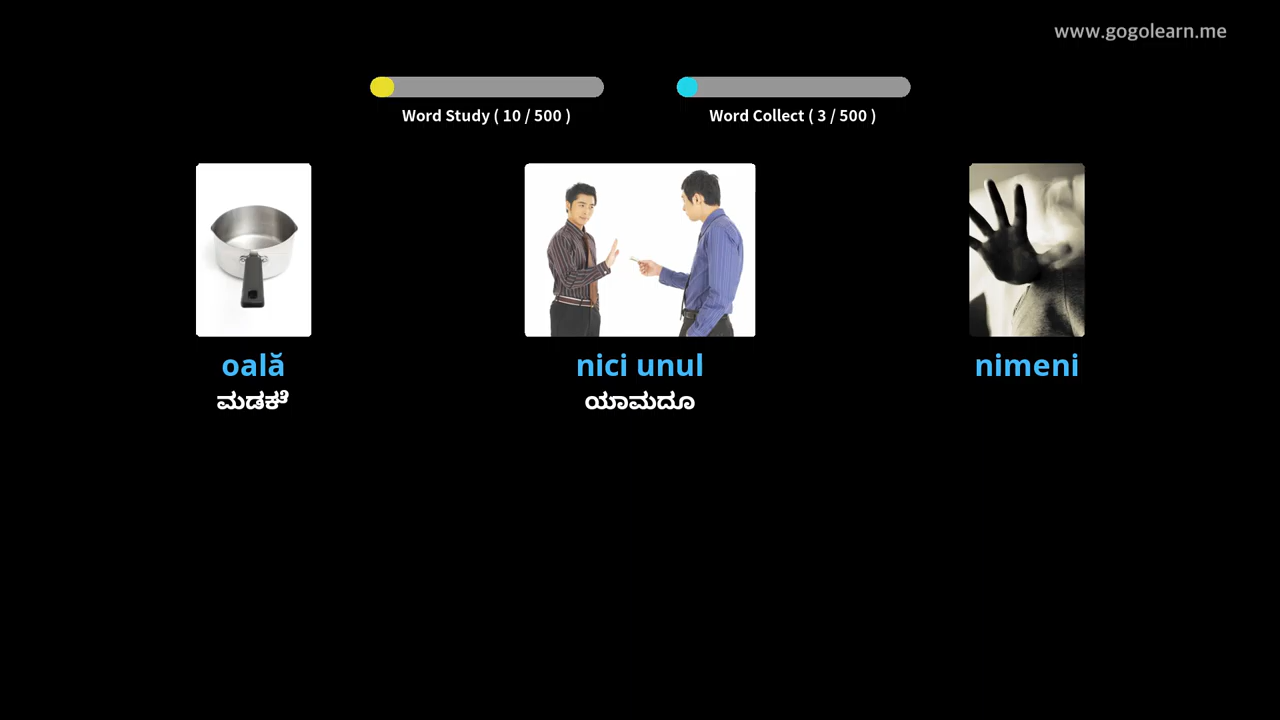 www.gogolearn.me
Word Study ( 10 / 500 )
Word Collect ( 3 / 500 )
oală
nici unul
nimeni
ಮಡಕೆ
ಯಾಮದೂ